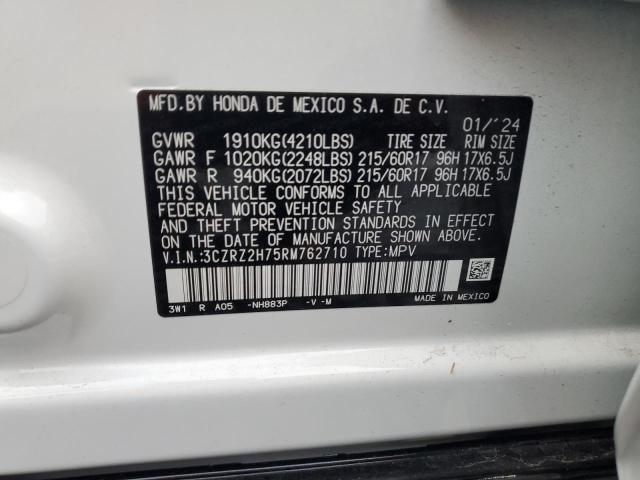 MFD.BY HONDA DE MEXICO S.A. DE C.V.
01/'24
GVWR 1910KG(4210LBS) TIRE SIZE RIM SIZE
GAWR F 1020KG(2248LBS) 215/60R17 96H 17X6.5J
GAWR R 940KG(2072LBS) 215/60R17 96H 17X6.5J
THIS VEHICLE CONFORMS TO ALL APPLICABLE
FEDERAL MOTOR VEHICLE SAFETY
AND THEFT PREVENTION STANDARDS IN EFFECT
ON THE DATE OF MANUFACTURE SHOWN ABOVE.
V.I.N.:3CZRZ2H75RM762710 TYPE:MPV
3W1 R A05 -NH883P -V -M
MADE IN MEXICO